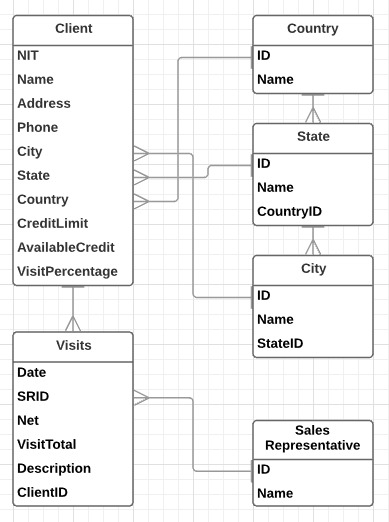 Client
NIT
Name
Address
Phone
City
State
Country
CreditLimit
AvailableCredit
VisitPercentage
Visits
Date
SRID
Net
VisitTotal
Description
ClientID
Country
ID
Name
State
ID
Name
CountryID
City
ID
Name
StateID
Sales
Representative
ID
Name